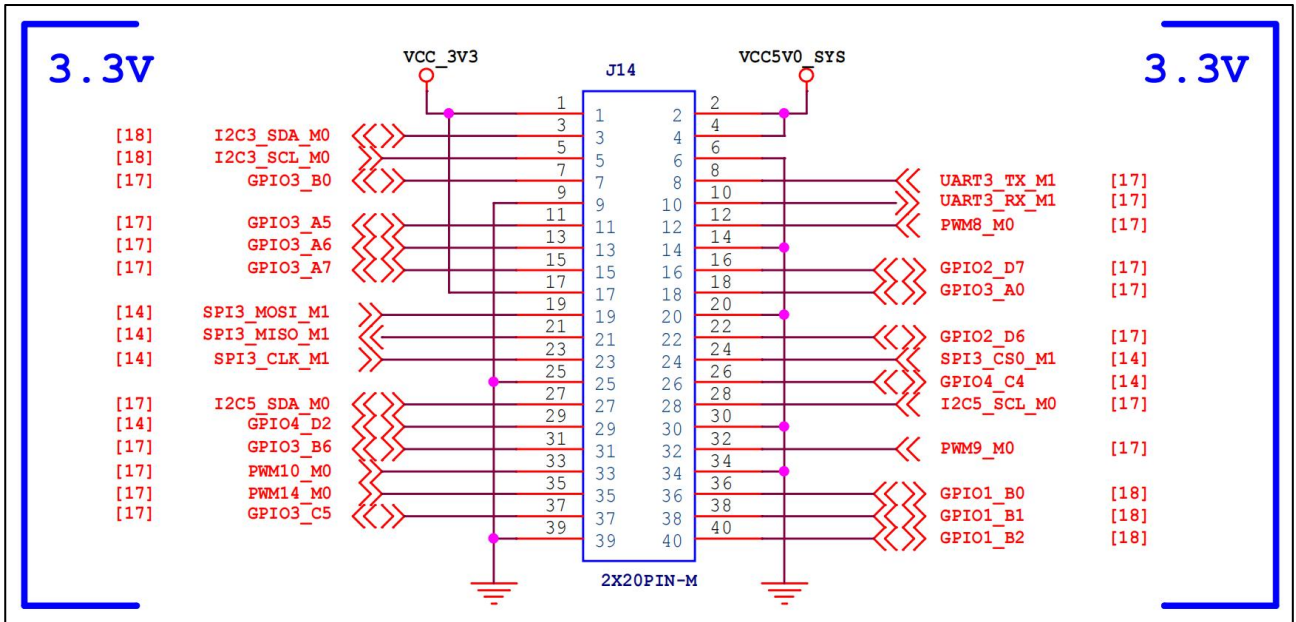 3.3V VCC_3V3 J14 VCC5V0_SYS 3.3V
1 1 2 2
[18] I2C3_SDA_M0 3 3 4 4
[18] I2C3_SCL_M0 5 5 6 6
[17] GPIO3_B0 7 7 8 8 UART3_TX_M1 [17]
9 9 10 10 UART3_RX_M1 [17]
[17] GPIO3_A5 11 11 12 12 PWM8_M0 [17]
[17] GPIO3_A6 13 13 14 14
[17] GPIO3_A7 15 15 16 16 GPIO2_D7 [17]
17 17 18 18 GPIO3_A0 [17]
[14] SPI3_MOSI_M1 19 19 20 20
[14] SPI3_MISO_M1 21 21 22 22 GPIO2_D6 [17]
[14] SPI3_CLK_M1 23 23 24 24 SPI3_CS0_M1 [14]
25 25 26 26 GPIO4_C4 [14]
[17] I2C5_SDA_M0 27 27 28 28 I2C5_SCL_M0 [17]
[14] GPIO4_D2 29 29 30 30
[17] GPIO3_B6 31 31 32 32 PWM9_M0 [17]
[17] PWM10_M0 33 33 34 34
[17] PWM14_M0 35 35 36 36 GPIO1_B0 [18]
[17] GPIO3_C5 37 37 38 38 GPIO1_B1 [18]
39 39 40 40 GPIO1_B2 [18]
2X20PIN-M